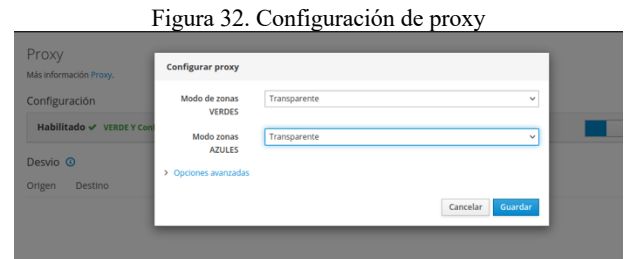 Figura 32. Configuración de proxy
Proxy
Más información Proxy.
Configuración
Habilitado VERDE Y Con
Desvio
Origen Destino
Configurar proxy
Modo de zonas VERDES
Transparente
Modo zonas AZULES
Transparente
Opciones avanzadas
Cancelar Guardar